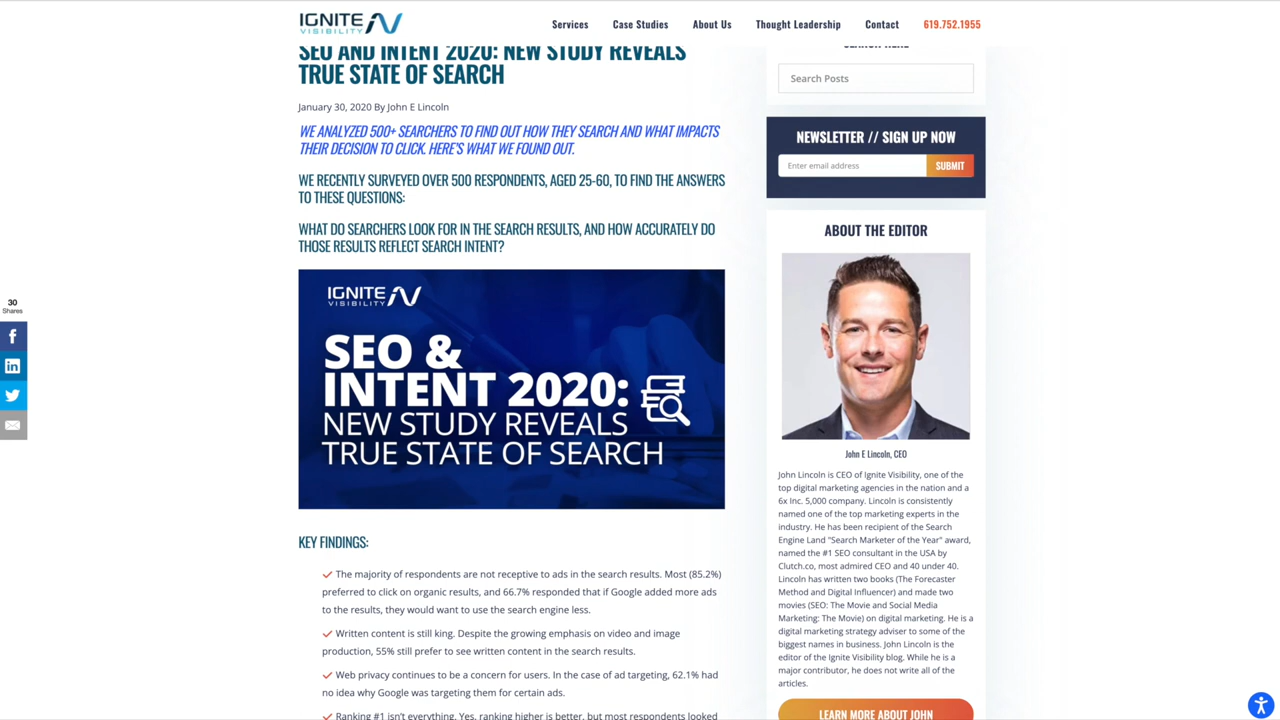 IGNITE
VISIBILITY
Services
Case Studies
About Us
Thought Leadership
Contact
619.752.1955
SEO AND INTENT 2020: NEW STUDY REVEALS
TRUE STATE OF SEARCH
January 30, 2020 By John E Lincoln
WE ANALYZED 500+ SEARCHERS TO FIND OUT HOW THEY SEARCH AND WHAT IMPACTS
THEIR DECISION TO CLICK. HERE'S WHAT WE FOUND OUT.
WE RECENTLY SURVEYED OVER 500 RESPONDENTS, AGED 25-60, TO FIND THE ANSWERS
TO THESE QUESTIONS:
WHAT DO SEARCHERS LOOK FOR IN THE SEARCH RESULTS, AND HOW ACCURATELY DO
THOSE RESULTS REFLECT SEARCH INTENT?
IGNITE
VISIBILITY
SEO &
INTENT 2020:
NEW STUDY REVEALS
TRUE STATE OF SEARCH
30
Shares
KEY FINDINGS:
The majority of respondents are not receptive to ads in the search results. Most (85.2%)
preferred to click on organic results, and 66.7% responded that if Google added more ads
to the results, they would want to use the search engine less.
Written content is still king. Despite the growing emphasis on video and image
production, 55% still prefer to see written content in the search results.
Web privacy continues to be a concern for users. In the case of ad targeting, 62.1% had
no idea why Google was targeting them for certain ads.
Ranking #1 isn't everything. Yes, ranking higher is better, but most respondents looked
Search Posts
NEWSLETTER // SIGN UP NOW
Enter email address
SUBMIT
ABOUT THE EDITOR
John E Lincoln, CEO
John Lincoln is CEO of Ignite Visibility, one of the
top digital marketing agencies in the nation and a
6x Inc. 5,000 company. Lincoln is consistently
named one of the top marketing experts in the
industry. He has been recipient of the Search
Engine Land "Search Marketer of the Year" award,
named the #1 SEO consultant in the USA by
Clutch.co, most admired CEO and 40 under 40.
Lincoln has written two books (The Forecaster
Method and Digital Influencer) and made two
movies (SEO: The Movie and Social Media
Marketing: The Movie) on digital marketing. He is a
digital marketing strategy adviser to some of the
biggest names in business. John Lincoln is the
editor of the Ignite Visibility blog. While he is a
major contributor, he does not write all of the
articles.
LEARN MORE ABOUT JOHN